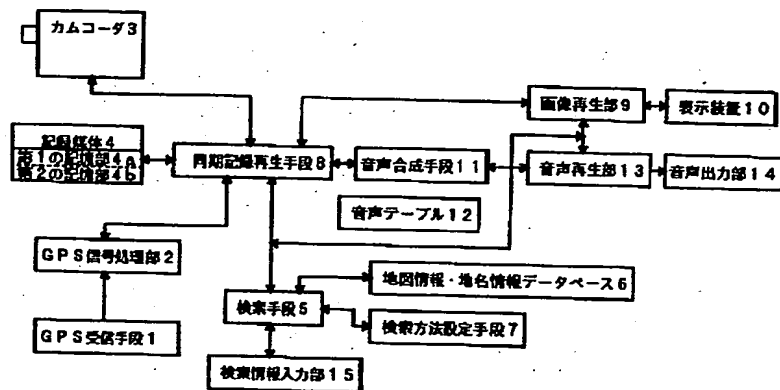 カムコーダ3
画像再生部9
表示装置10
記録媒体4
第1の記憶部4a
第2の記憶部4b
同期記録再生手段8
音声合成手段11
音声再生部13
音声出力部14
音声テーブル12
GPS信号処理部2
地図情報・地名情報データベース6
検索手段5
検索方法設定手段7
GPS受信手段1
検索情報入力部15